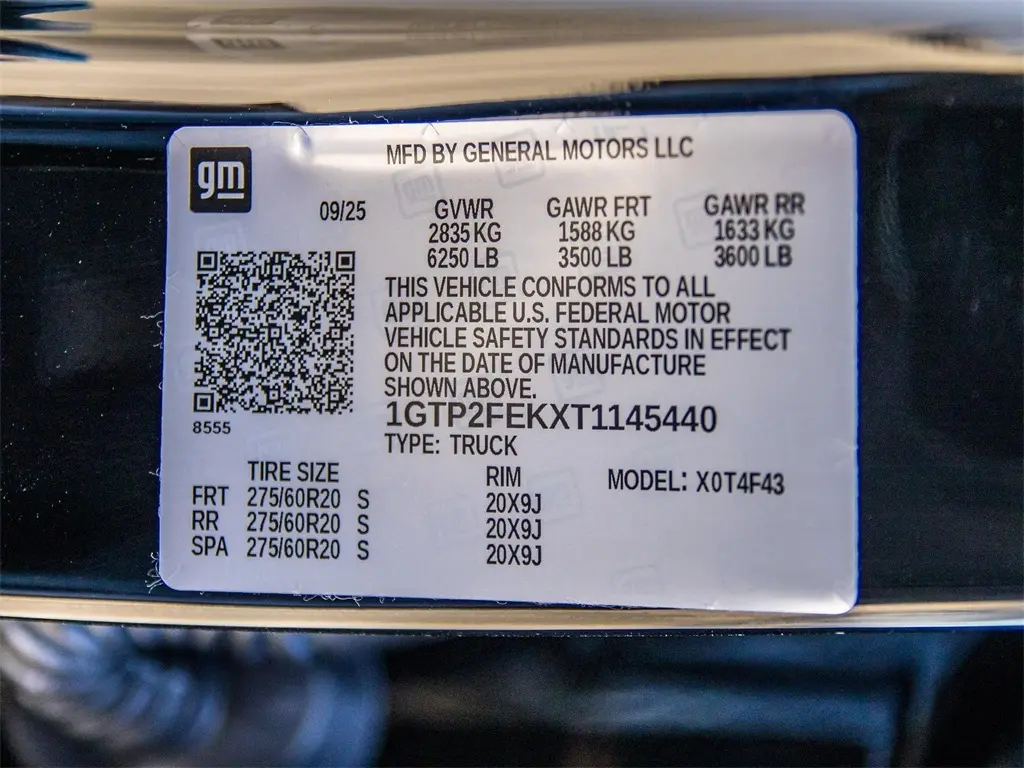 MFD BY GENERAL MOTORS LLC
gm
09/25 GVWR GAWR FRT GAWR RR
2835 KG 1588 KG 1633 KG
6250 LB 3500 LB 3600 LB
THIS VEHICLE CONFORMS TO ALL
APPLICABLE U.S. FEDERAL MOTOR
VEHICLE SAFETY STANDARDS IN EFFECT
ON THE DATE OF MANUFACTURE
SHOWN ABOVE.
8555
1GTP2FEKXT1145440
TYPE: TRUCK
TIRE SIZE RIM MODEL: X0T4F43
FRT 275/60R20 S 20X9J
RR 275/60R20 S 20X9J
SPA 275/60R20 S 20X9J